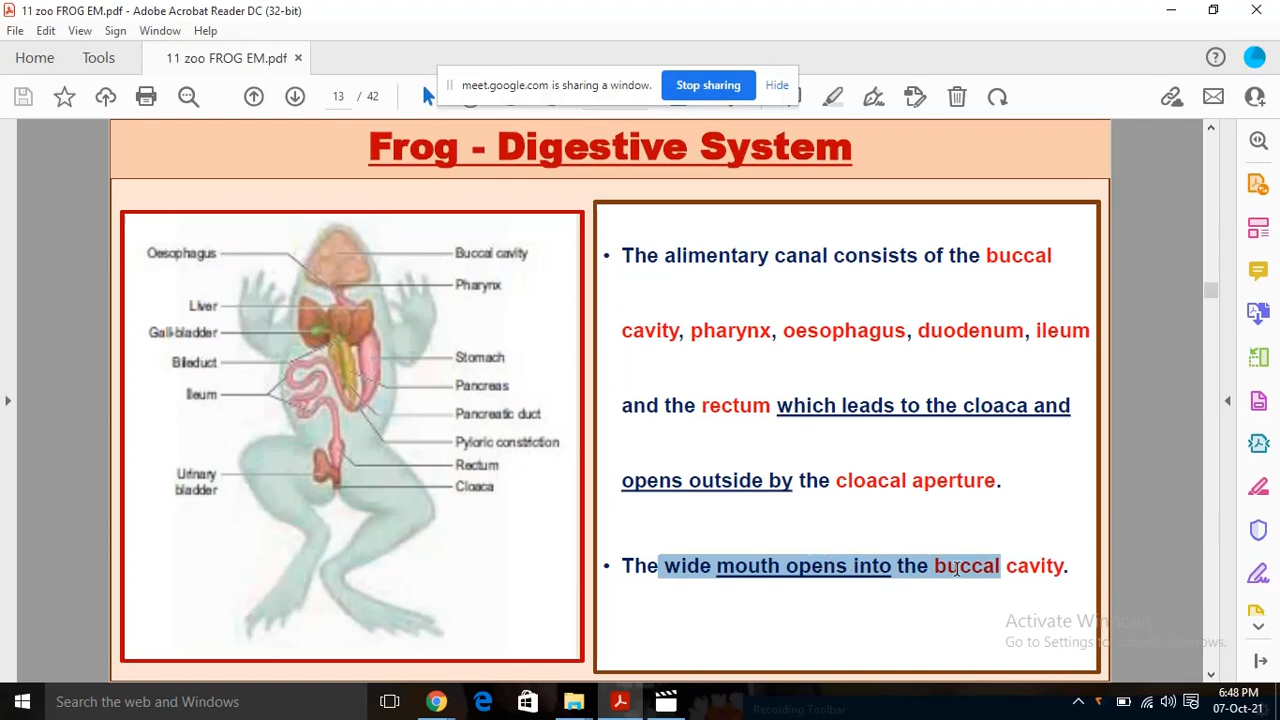 11 zoo FROG EM.pdf - Adobe Acrobat Reader DC (32-bit)
File Edit View Sign Window Help
Home Tools 11 zoo FROG EM.pdf ×
meet.google.com is sharing a window. Stop sharing Hide
13 / 42
Frog - Digestive System
Oesophagus
Liver
Gall-bladder
Bileduct
Ileum
Urinary
bladder
Buccal cavity
Pharynx
Stomach
Pancreas
Pancreatic duct
Pyloric constriction
Rectum
Cloaca
• The alimentary canal consists of the buccal
cavity, pharynx, oesophagus, duodenum, ileum
and the rectum which leads to the cloaca and
opens outside by the cloacal aperture.
• The wide mouth opens into the buccal cavity.
Activate Windows
Go to Settings to activate Windows.
Search the web and Windows
Recording Toolbar
6:48 PM
07-Oct-21